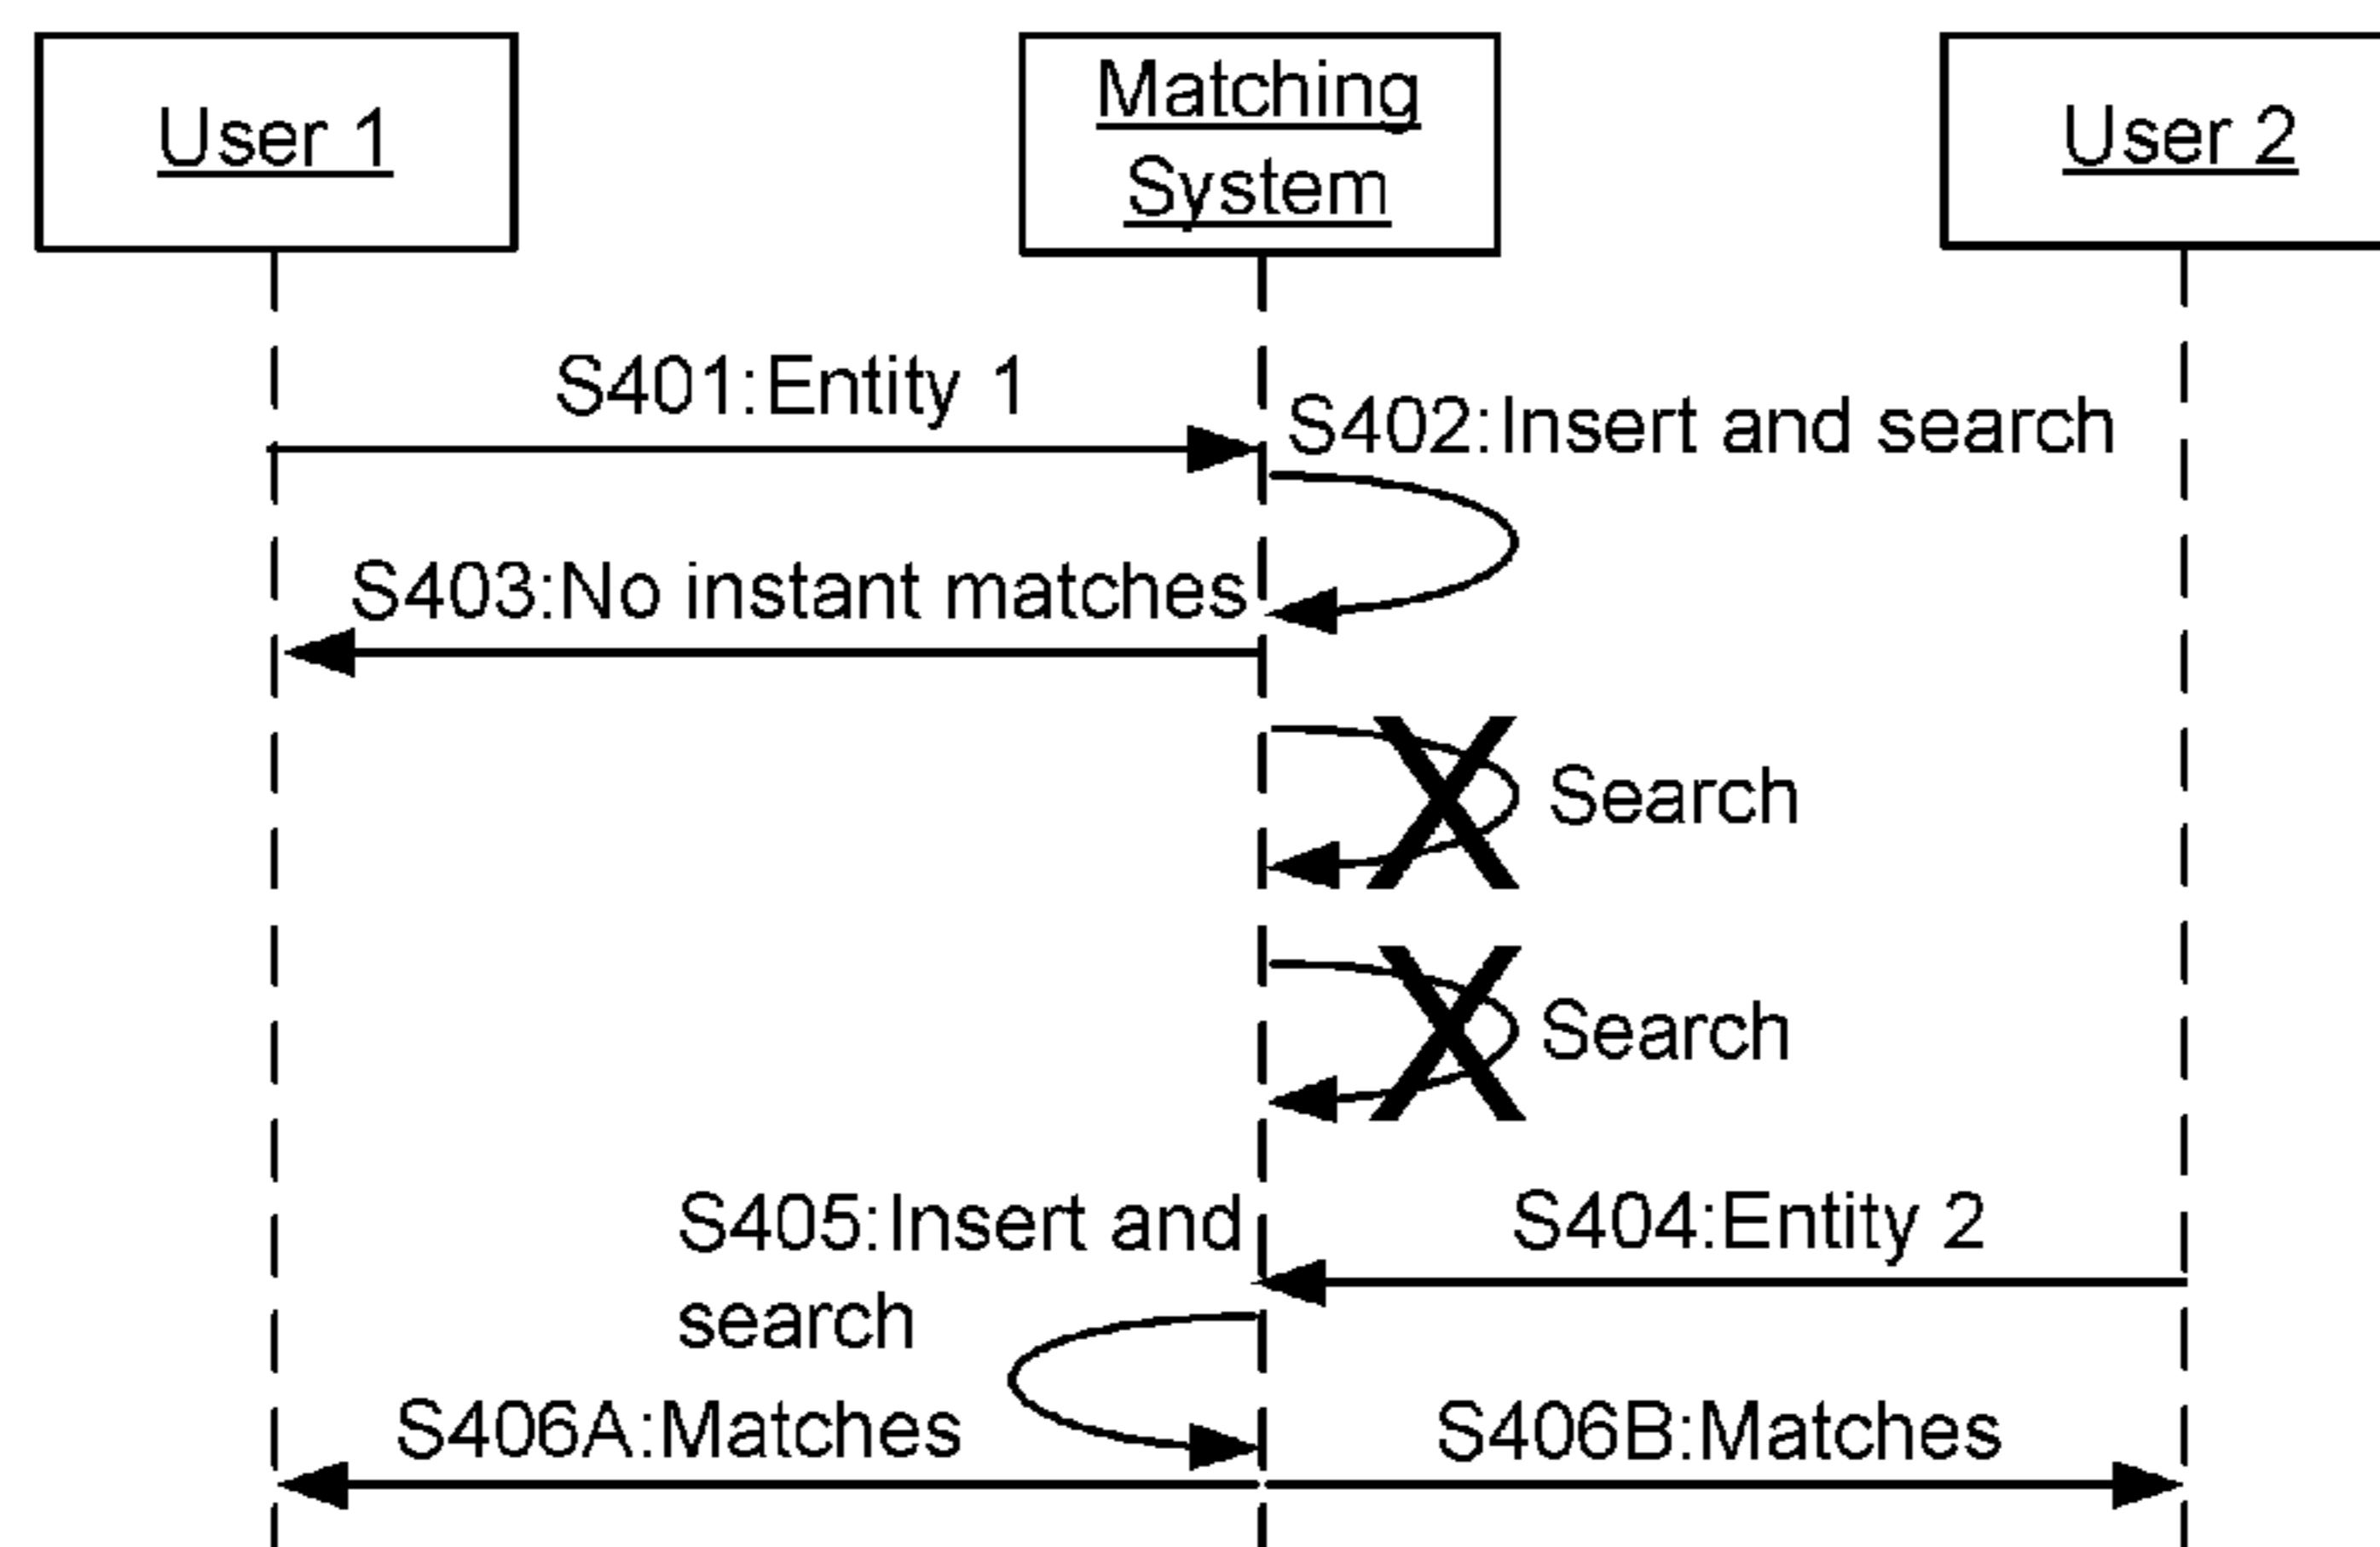 User 1
Matching
System
User 2
S401:Entity 1
S402:Insert and search
S403:No instant matches
Search
Search
S405:Insert and
search
S404:Entity 2
S406A:Matches
S406B:Matches